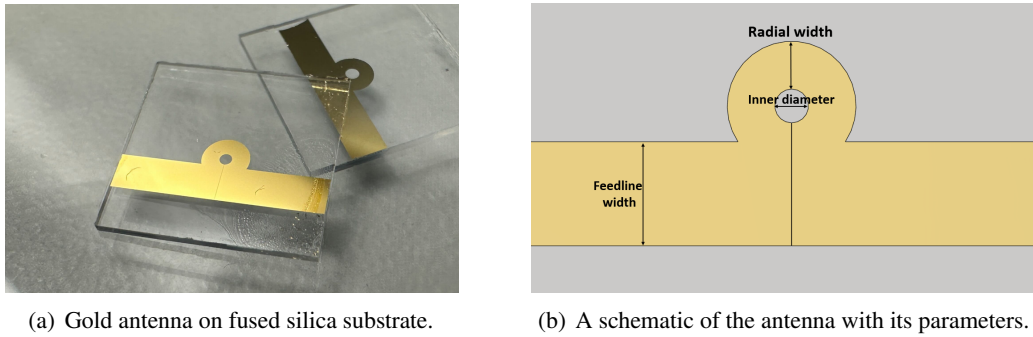 Radial width
Inner diameter
Feedline
width
(a) Gold antenna on fused silica substrate.
(b) A schematic of the antenna with its parameters.